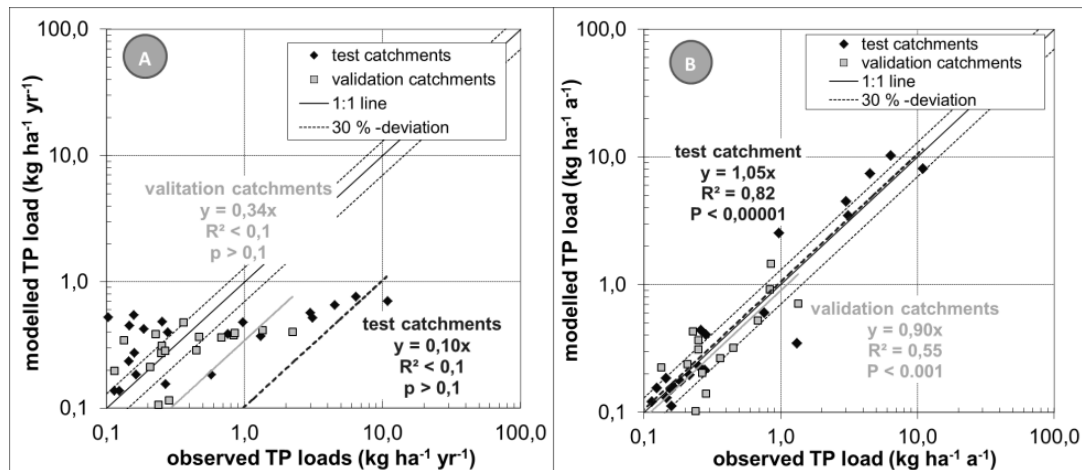 A
modelled TP load (kg ha⁻¹ yr⁻¹)
100,0
10,0
1,0
0,1
test catchments
validation catchments
1:1 line
30 % -deviation
valitation catchments
y = 0,34x
R² < 0,1
p > 0,1
test catchments
y = 0,10x
R² < 0,1
p > 0,1
0,1 1,0 10,0 100,0
observed TP loads (kg ha⁻¹ yr⁻¹)
B
modelled TP load (kg ha⁻¹ a⁻¹)
100,0
10,0
1,0
0,1
test catchments
validation catchments
1:1 line
30 % -deviation
test catchment
y = 1,05x
R² = 0,82
P < 0,00001
validation catchments
y = 0,90x
R² = 0,55
P < 0.001
0,1 1,0 10,0 100,0
observed TP load (kg ha⁻¹ a⁻¹)